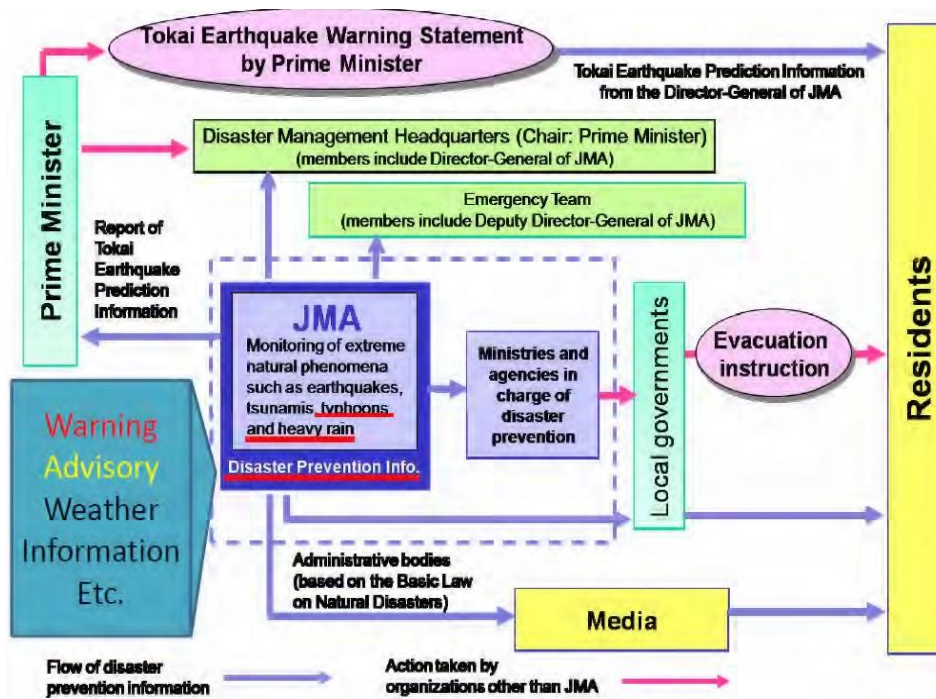 Tokai Earthquake Warning Statement
by Prime Minister
Tokai Earthquake Prediction Information
from the Director-General of JMA
Prime Minister
Disaster Management Headquarters (Chair: Prime Minister)
(members include Director-General of JMA)
Emergency Team
(members include Deputy Director-General of JMA)
Report of
Tokai
Earthquake
Prediction
Information
JMA
Monitoring of extreme
natural phenomena
such as earthquakes,
tsunamis, typhoons
and heavy rain
Disaster Prevention Info.
Ministries and
agencies in
charge of
disaster
prevention
Local governments
Evacuation
instruction
Residents
Warning
Advisory
Weather
Information
Etc.
Administrative bodies
(based on the Basic Law
on Natural Disasters)
Media
Flow of disaster
prevention information
Action taken by
organizations other than JMA